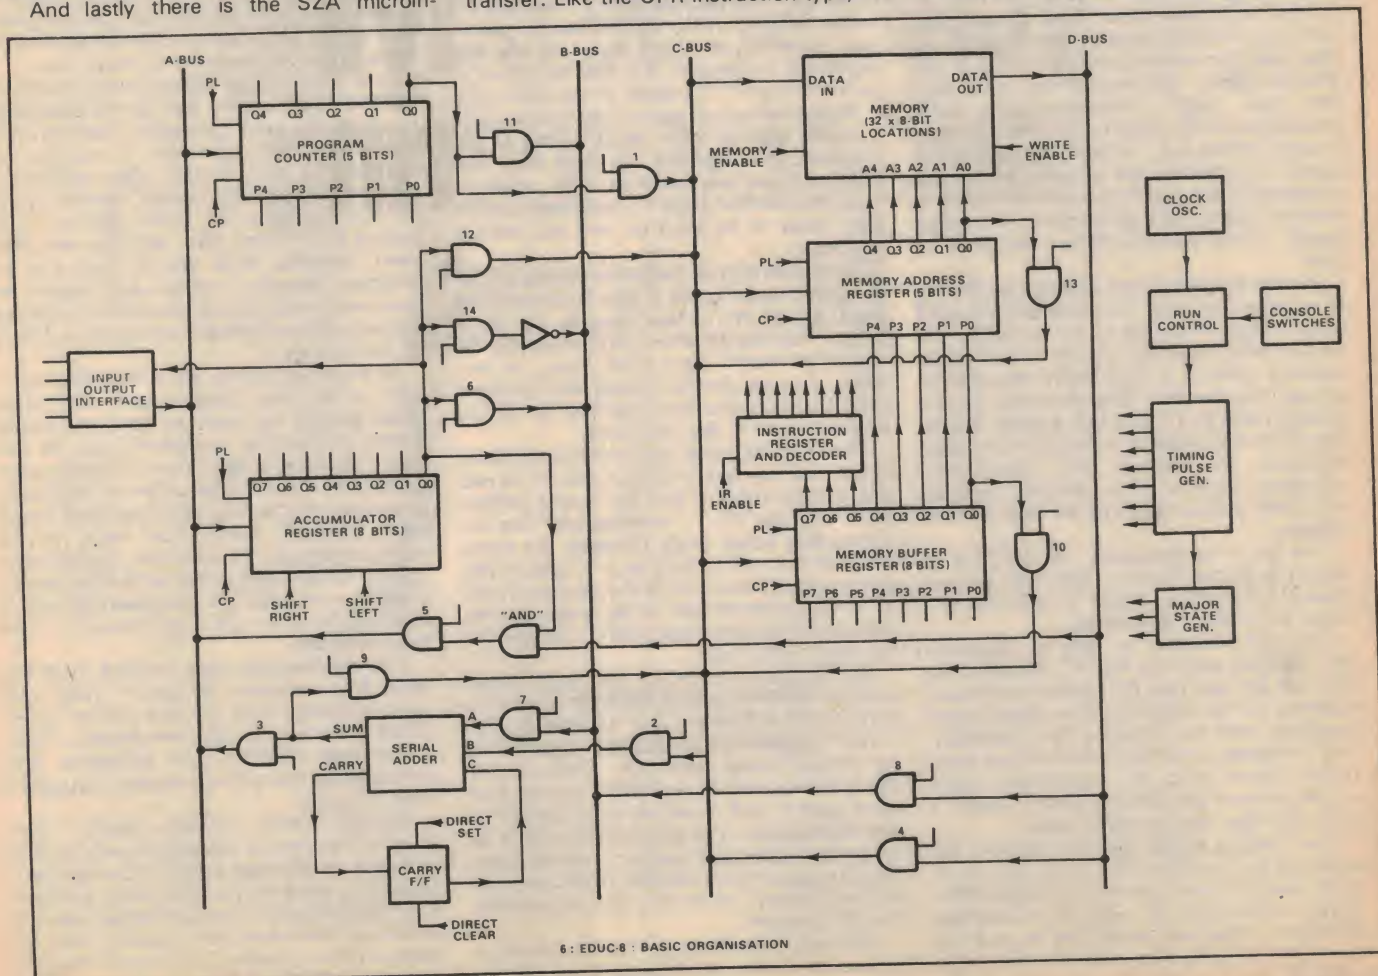 And lastly there is the SZA microin-
transfer. Like the OPR instruction
A-BUS
B-BUS
C-BUS
D-BUS
PL
Q4 Q3 Q2 Q1 Q0
PROGRAM
COUNTER (5 BITS)
P4 P3 P2 P1 P0
CP
11
1
DATA
IN
DATA
OUT
MEMORY
(32 x 8-BIT
LOCATIONS)
MEMORY
ENABLE
WRITE
ENABLE
A4 A3 A2 A1 A0
CLOCK
OSC.
12
14
6
PL
Q4 Q3 Q2 Q1 Q0
MEMORY ADDRESS
REGISTER (5 BITS)
CP
P4 P3 P2 P1 P0
13
RUN
CONTROL
CONSOLE
SWITCHES
INPUT
OUTPUT
INTERFACE
INSTRUCTION
REGISTER
AND DECODER
IR
ENABLE
TIMING
PULSE
GEN.
PL
Q7 Q6 Q5 Q4 Q3 Q2 Q1 Q0
ACCUMULATOR
REGISTER (8 BITS)
CP
SHIFT
RIGHT
SHIFT
LEFT
Q7 Q6 Q5 Q4 Q3 Q2 Q1 Q0
PL
MEMORY BUFFER
REGISTER (8 BITS)
CP
P7 P6 P5 P4 P3 P2 P1 P0
10
MAJOR
STATE
GEN.
5
"AND"
9
7
2
3
SUM
A
SERIAL
ADDER
B
CARRY
C
8
4
DIRECT
SET
CARRY
F/F
DIRECT
CLEAR
6 : EDUC-8 : BASIC ORGANISATION